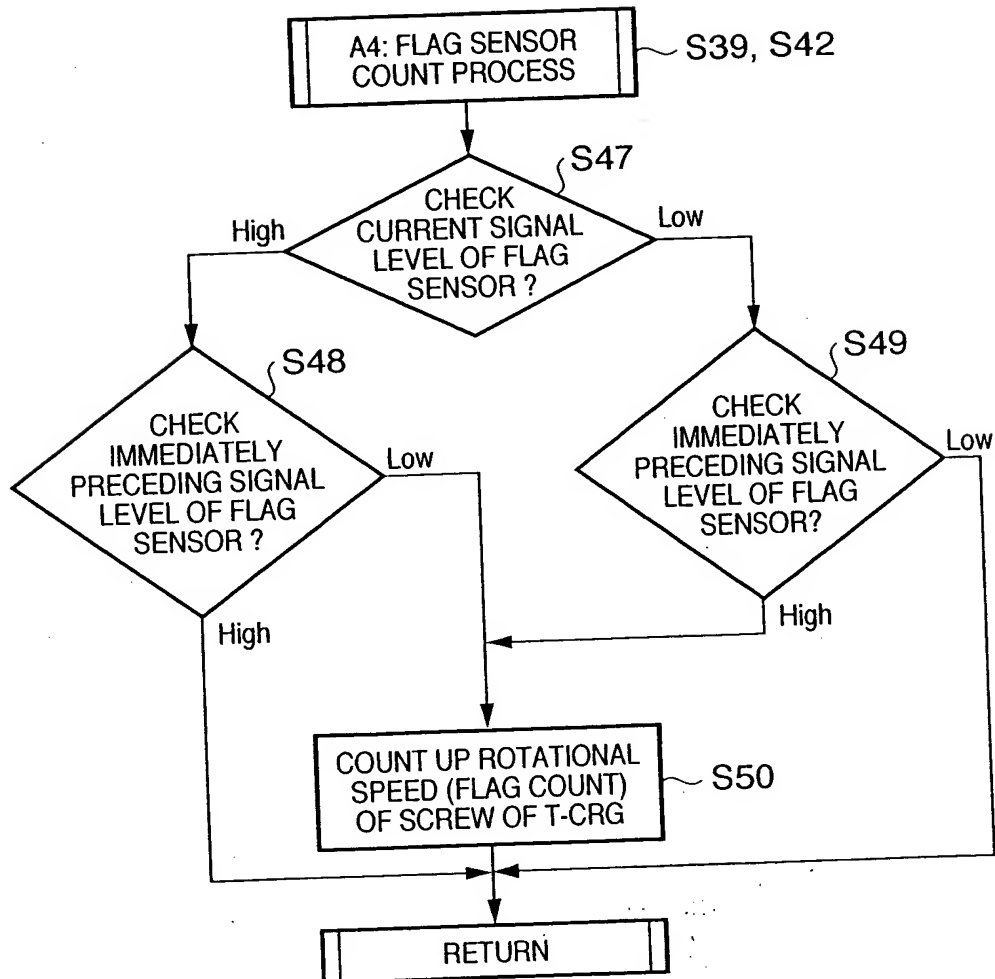 A4: FLAG SENSOR
COUNT PROCESS
S39, S42
S47
CHECK
CURRENT SIGNAL
LEVEL OF FLAG
SENSOR ?
High
Low
S48
CHECK
IMMEDIATELY
PRECEDING SIGNAL
LEVEL OF FLAG
SENSOR ?
Low
High
S49
CHECK
IMMEDIATELY
PRECEDING SIGNAL
LEVEL OF FLAG
SENSOR?
Low
High
COUNT UP ROTATIONAL
SPEED (FLAG COUNT)
OF SCREW OF T-CRG
S50
RETURN